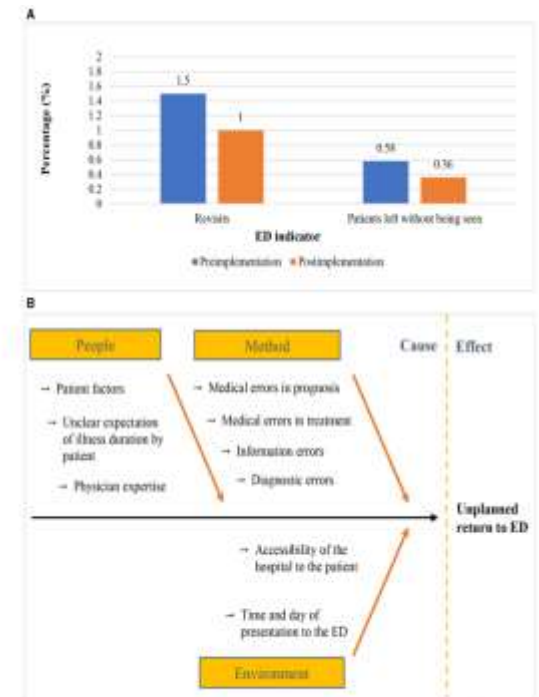 A
Percentage (%)
2
1.8
1.6
1.4
1.2
1
0.8
0.6
0.4
0.2
0
1.5
1
0.58
0.36
Revisits
Patients left without being seen
ED indicator
Preimplementation
Postimplementation
B
People
Method
Cause
Effect
→ Patient factors
→ Unclear expectation
of illness duration by
patient
→ Physician expertise
→ Medical errors in prognosis
→ Medical errors in treatment
→ Information errors
→ Diagnostic errors
Unplanned
return to ED
→ Accessibility of the
hospital to the patient
→ Time and day of
presentation to the ED
Environment